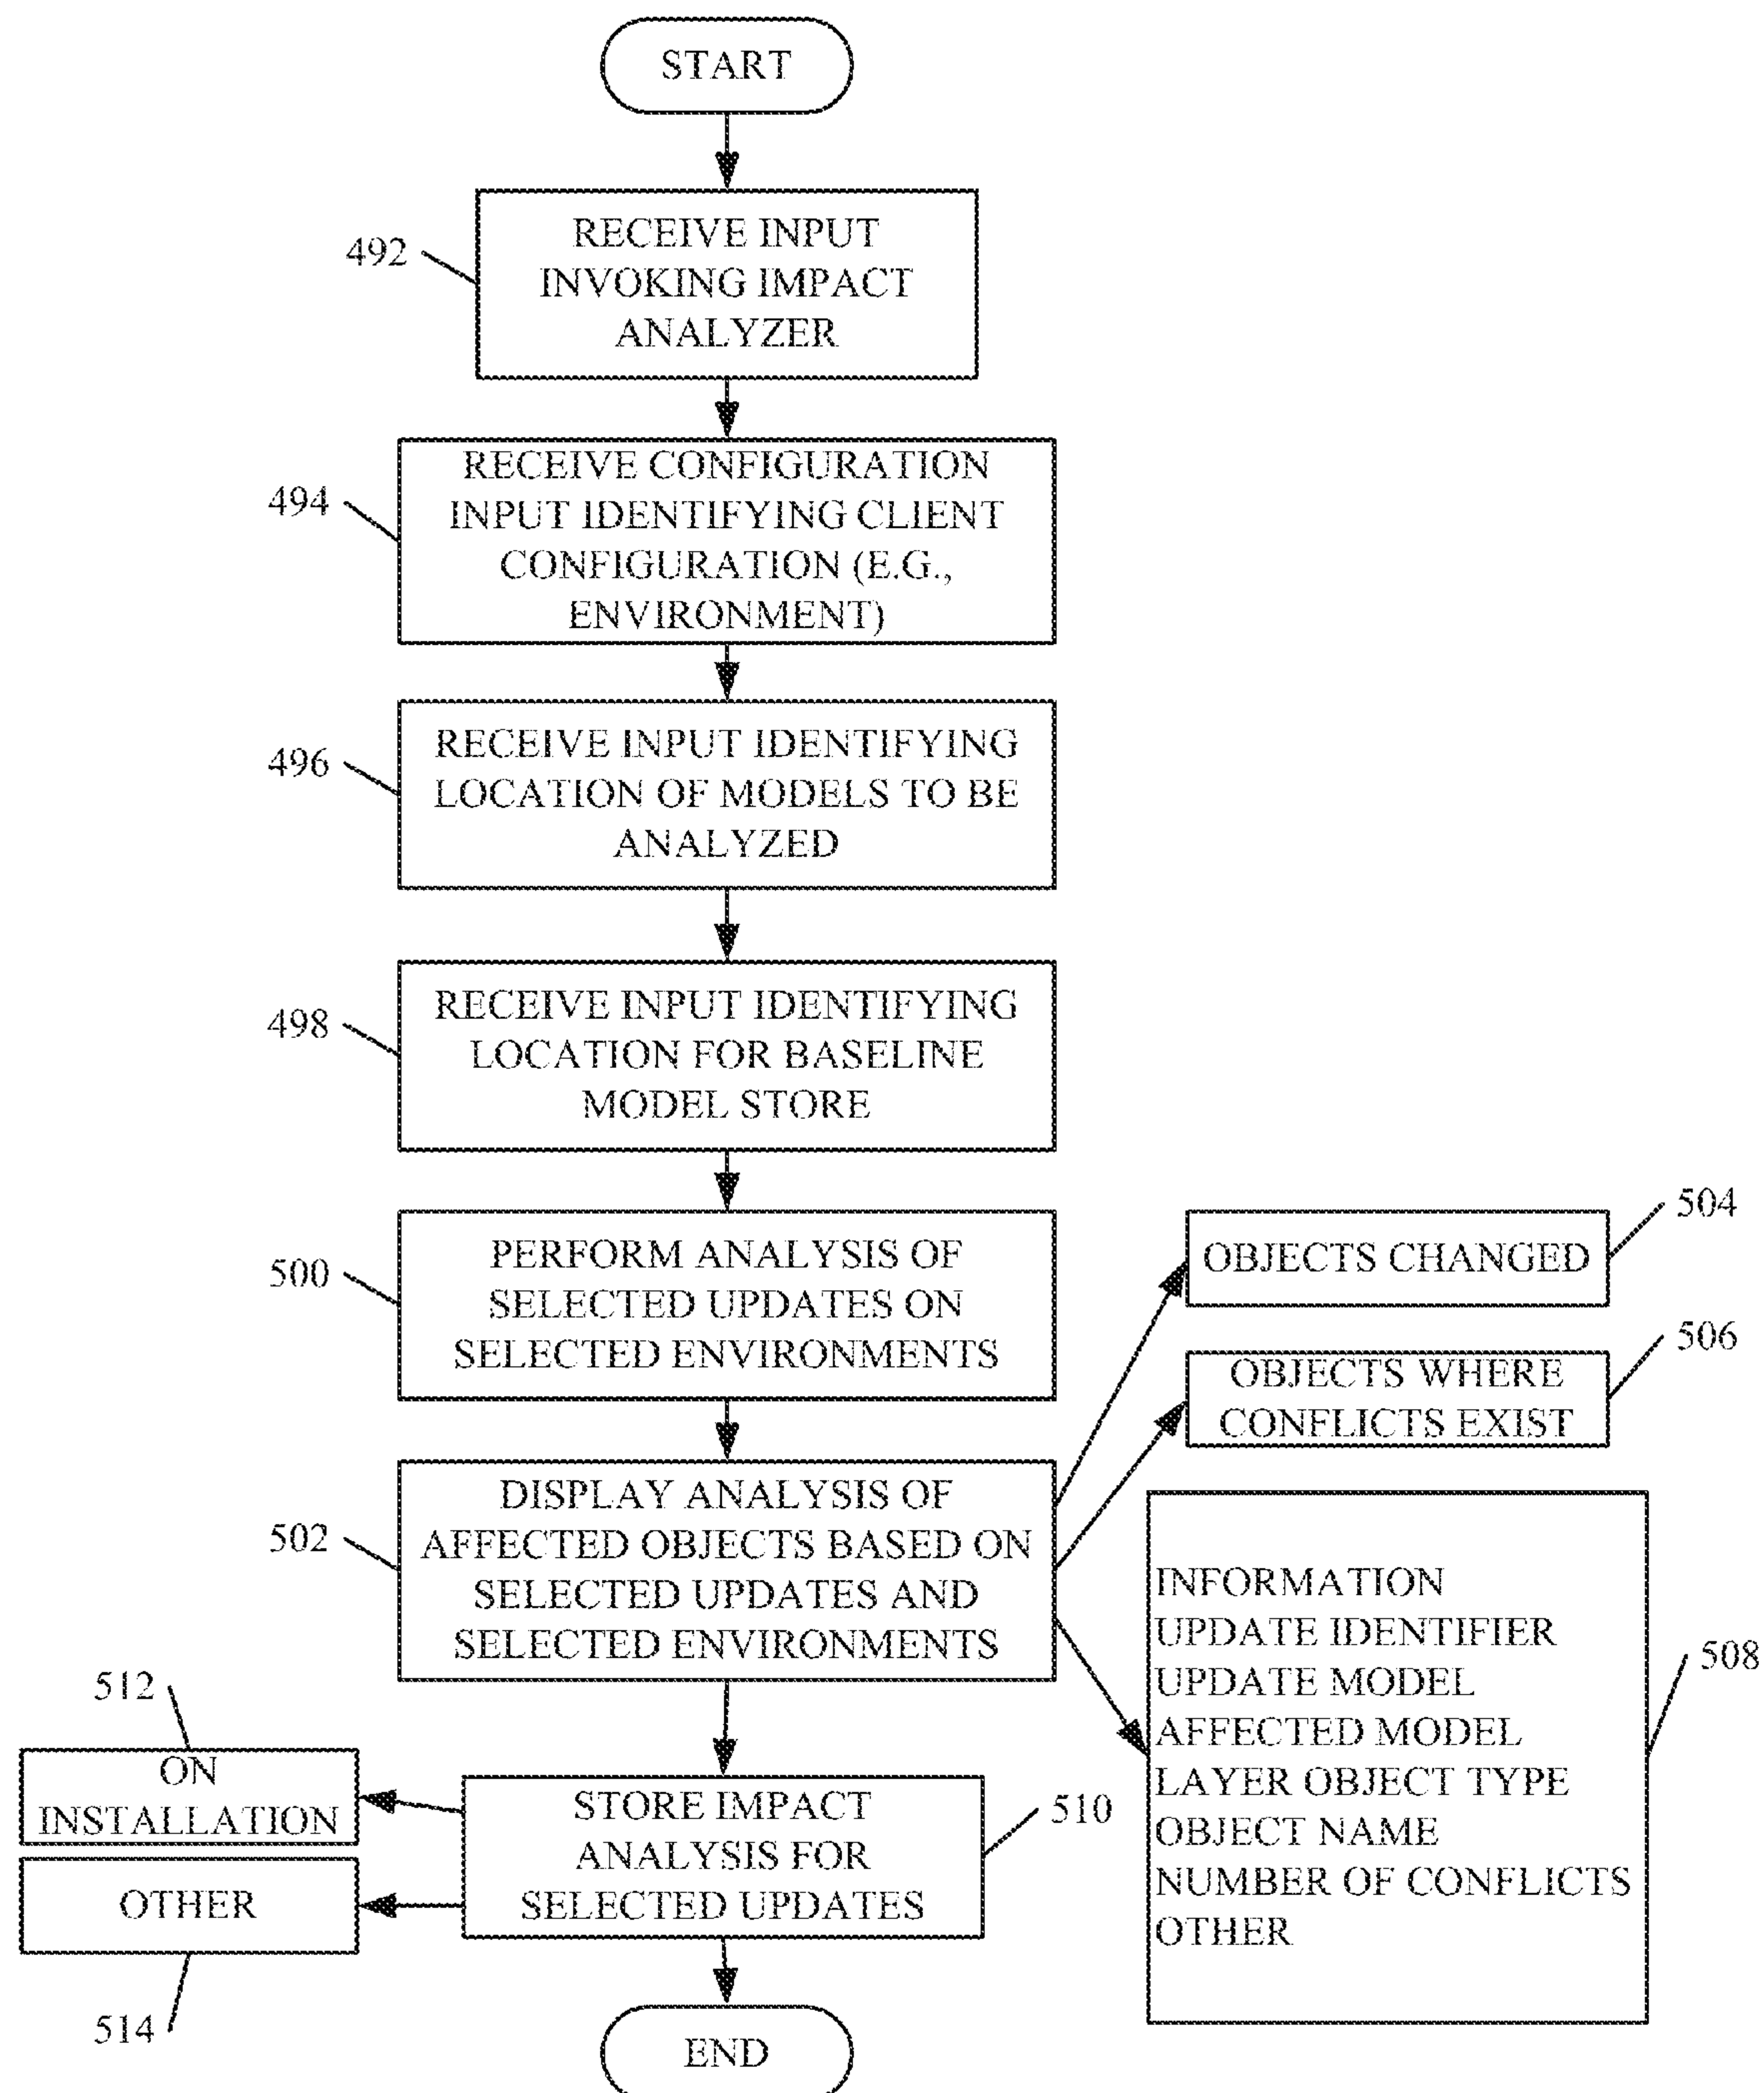 START
492
RECEIVE INPUT
INVOKING IMPACT
ANALYZER
494
RECEIVE CONFIGURATION
INPUT IDENTIFYING CLIENT
CONFIGURATION (E.G.,
ENVIRONMENT)
496
RECEIVE INPUT IDENTIFYING
LOCATION OF MODELS TO BE
ANALYZED
498
RECEIVE INPUT IDENTIFYING
LOCATION FOR BASELINE
MODEL STORE
500
PERFORM ANALYSIS OF
SELECTED UPDATES ON
SELECTED ENVIRONMENTS
504
OBJECTS CHANGED
506
OBJECTS WHERE
CONFLICTS EXIST
502
DISPLAY ANALYSIS OF
AFFECTED OBJECTS BASED ON
SELECTED UPDATES AND
SELECTED ENVIRONMENTS
INFORMATION
UPDATE IDENTIFIER
UPDATE MODEL
AFFECTED MODEL
LAYER OBJECT TYPE
OBJECT NAME
NUMBER OF CONFLICTS
OTHER
508
512
ON
INSTALLATION
STORE IMPACT
ANALYSIS FOR
SELECTED UPDATES
510
OTHER
514
END